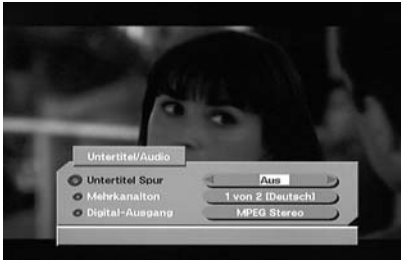 Untertitel/Audio
Untertitel Spur Aus
Mehrkanalton 1 von 2 [Deutsch]
Digital-Ausgang MPEG Stereo